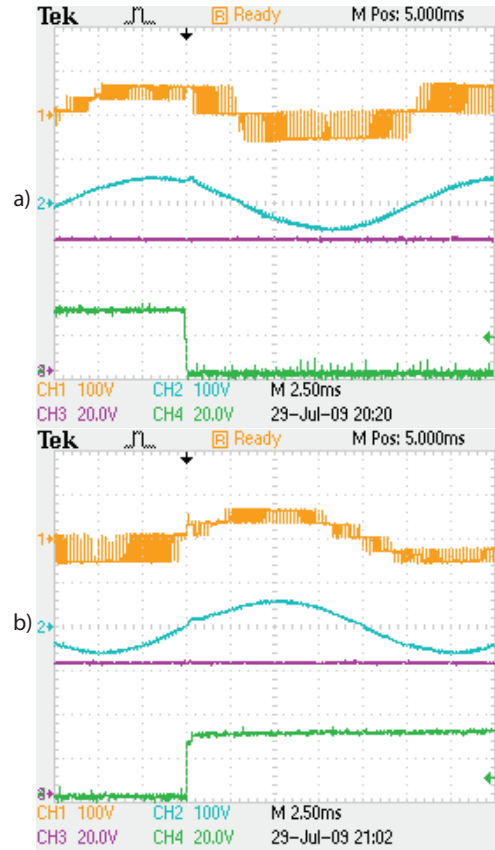 Tek R Ready M Pos: 5.000ms
1
a) 2
3
CH1 100V CH2 100V M 2.50ms
CH3 20.0V CH4 20.0V 29-Jul-09 20:20
Tek R Ready M Pos: 5.000ms
1
b) 2
CH1 100V CH2 100V M 2.50ms
CH3 20.0V CH4 20.0V 29-Jul-09 21:02